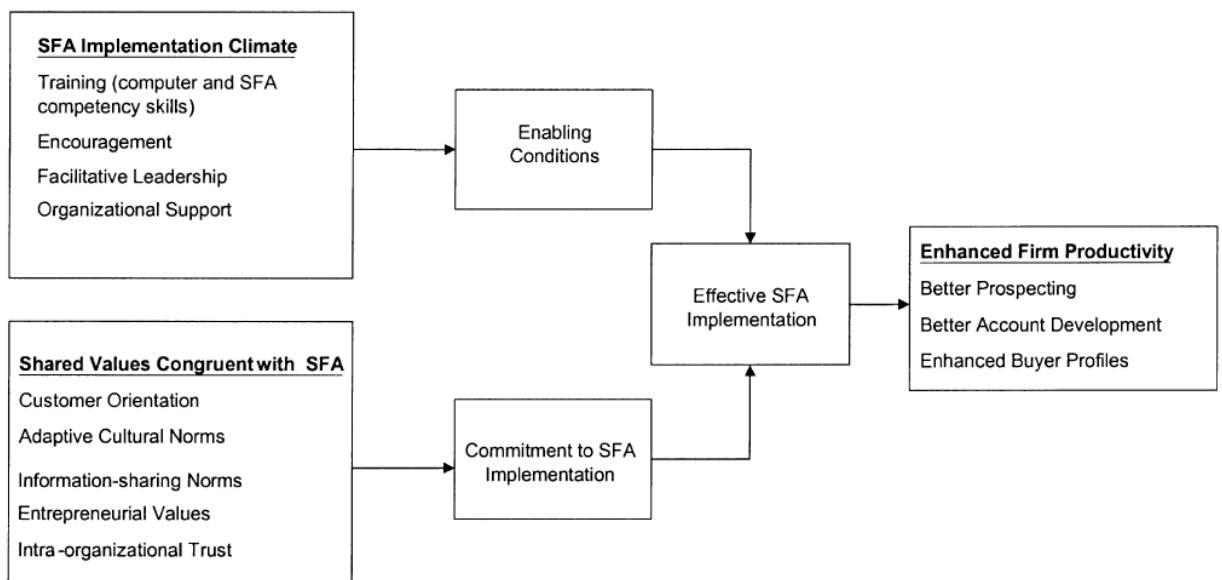 SFA Implementation Climate
Training (computer and SFA
competency skills)
Encouragement
Facilitative Leadership
Organizational Support
Enabling
Conditions
Effective SFA
Implementation
Enhanced Firm Productivity
Better Prospecting
Better Account Development
Enhanced Buyer Profiles
Shared Values Congruent with SFA
Customer Orientation
Adaptive Cultural Norms
Information-sharing Norms
Entrepreneurial Values
Intra-organizational Trust
Commitment to SFA
Implementation